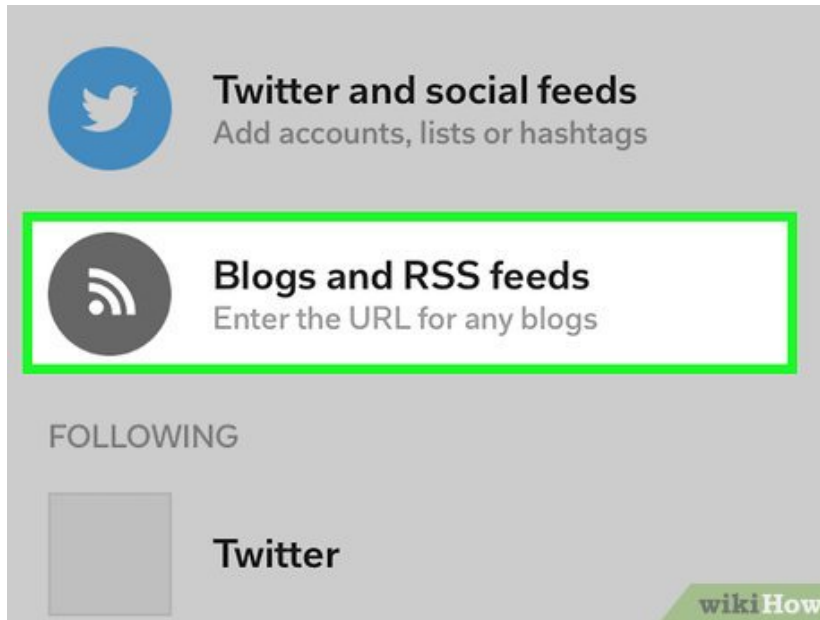 Twitter and social feeds
Add accounts, lists or hashtags
Blogs and RSS feeds
Enter the URL for any blogs
FOLLOWING
Twitter
wikiHow